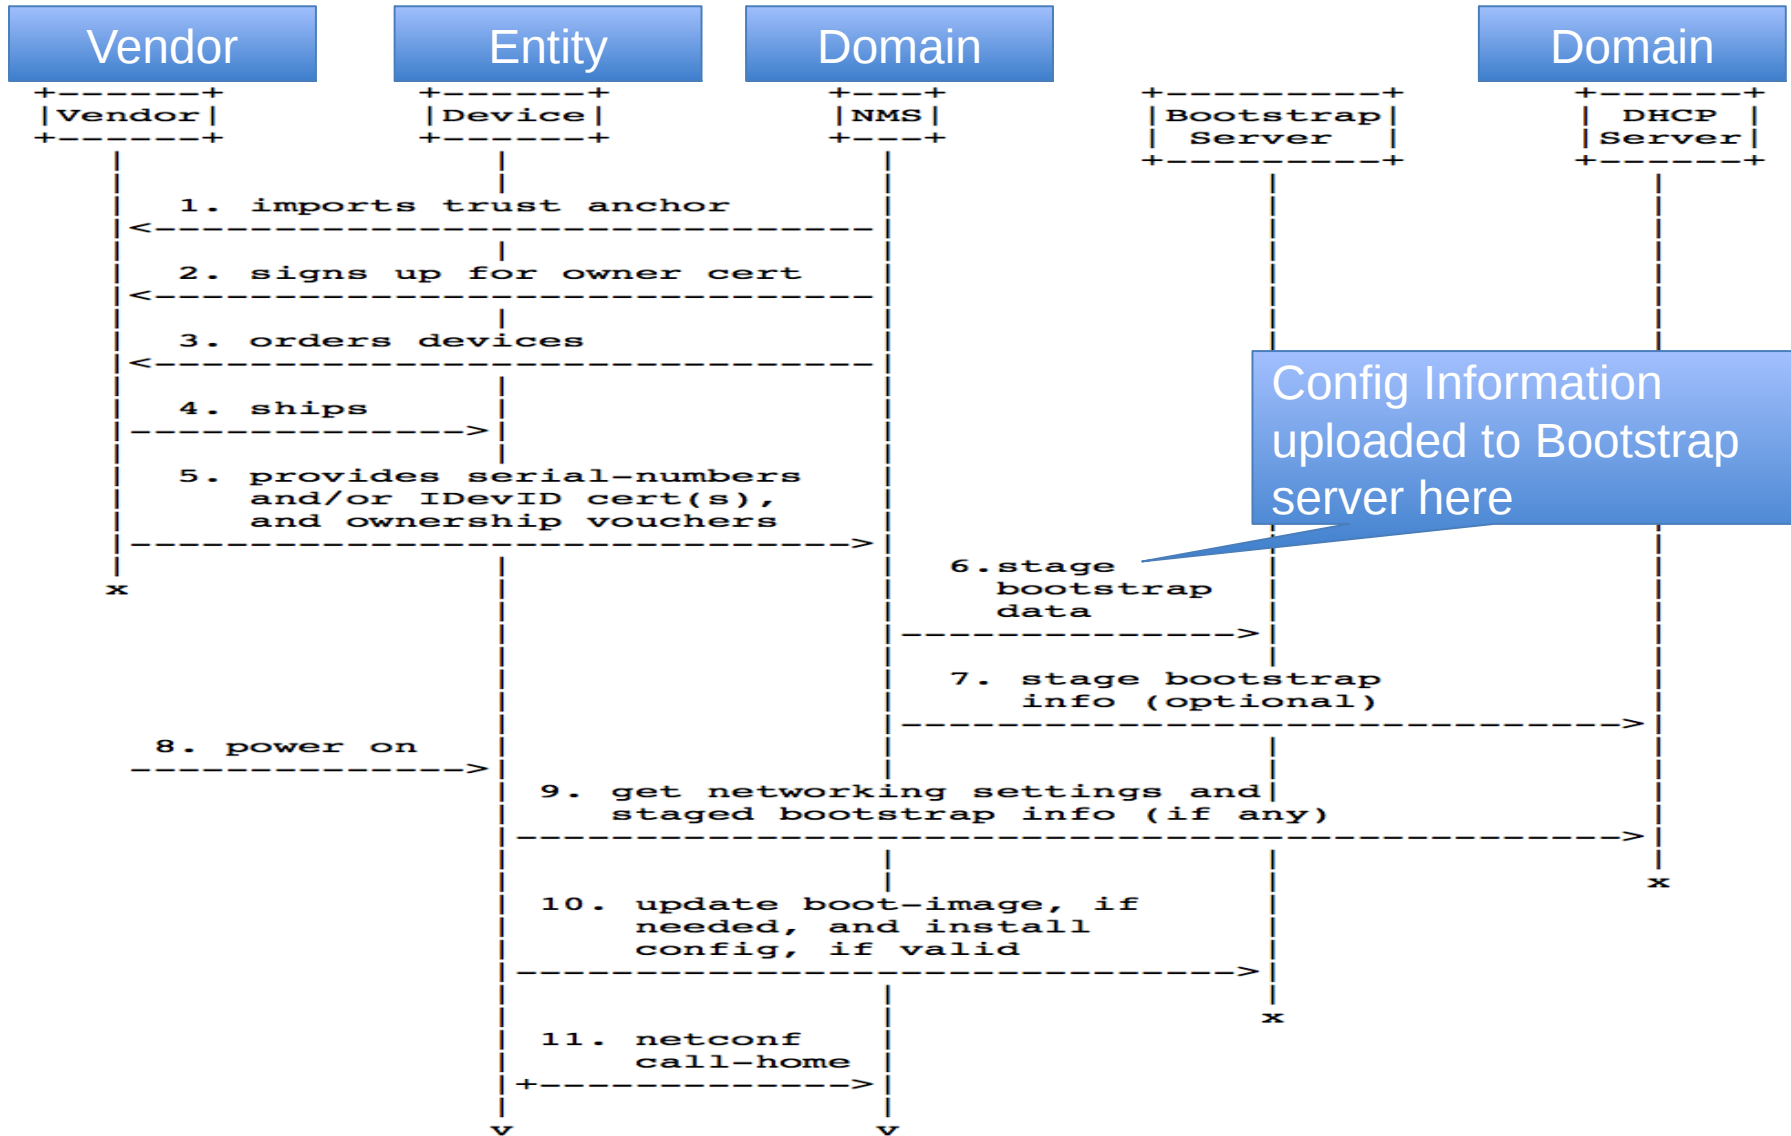 Vendor Entity Domain Domain
Vendor Device NMS Bootstrap Server DHCP Server
1. imports trust anchor
2. signs up for owner cert
3. orders devices
Config Information
uploaded to Bootstrap
server here
4. ships
5. provides serial-numbers
and/or IDevID cert(s),
and ownership vouchers
x
6.stage
bootstrap
data
7. stage bootstrap
info (optional)
8. power on
9. get networking settings and
staged bootstrap info (if any)
x
10. update boot-image, if
needed, and install
config, if valid
x
11. netconf
call-home
v v